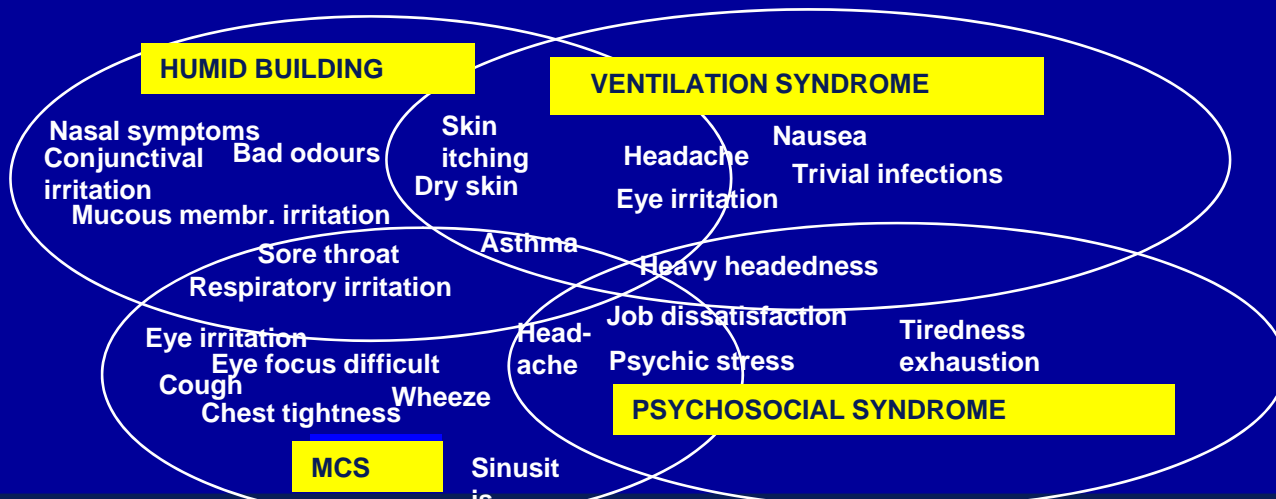 HUMID BUILDING
VENTILATION SYNDROME
Nasal symptoms
Conjunctival
irritation
Bad odours
Mucous membr. irritation
Skin
itching
Dry skin
Headache
Eye irritation
Nausea
Trivial infections
Asthma
Sore throat
Respiratory irritation
Heavy headedness
Eye irritation
Eye focus difficult
Cough
Wheeze
Chest tightness
Head-
ache
Job dissatisfaction
Psychic stress
Tiredness
exhaustion
PSYCHOSOCIAL SYNDROME
MCS
Sinusit
is